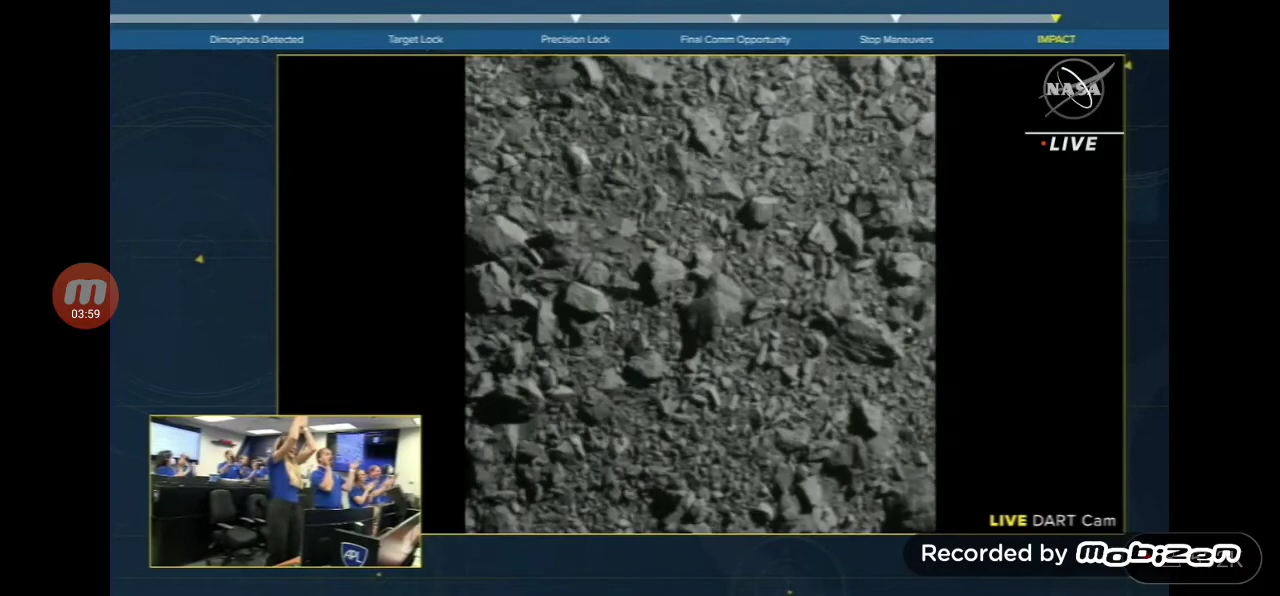 Dimorphos Detected
Target Lock
Precision Lock
Final Comm Opportunity
Stop Maneuvers
IMPACT
NASA
LIVE
03:59
APL
LIVE DART Cam
Recorded by mobizen